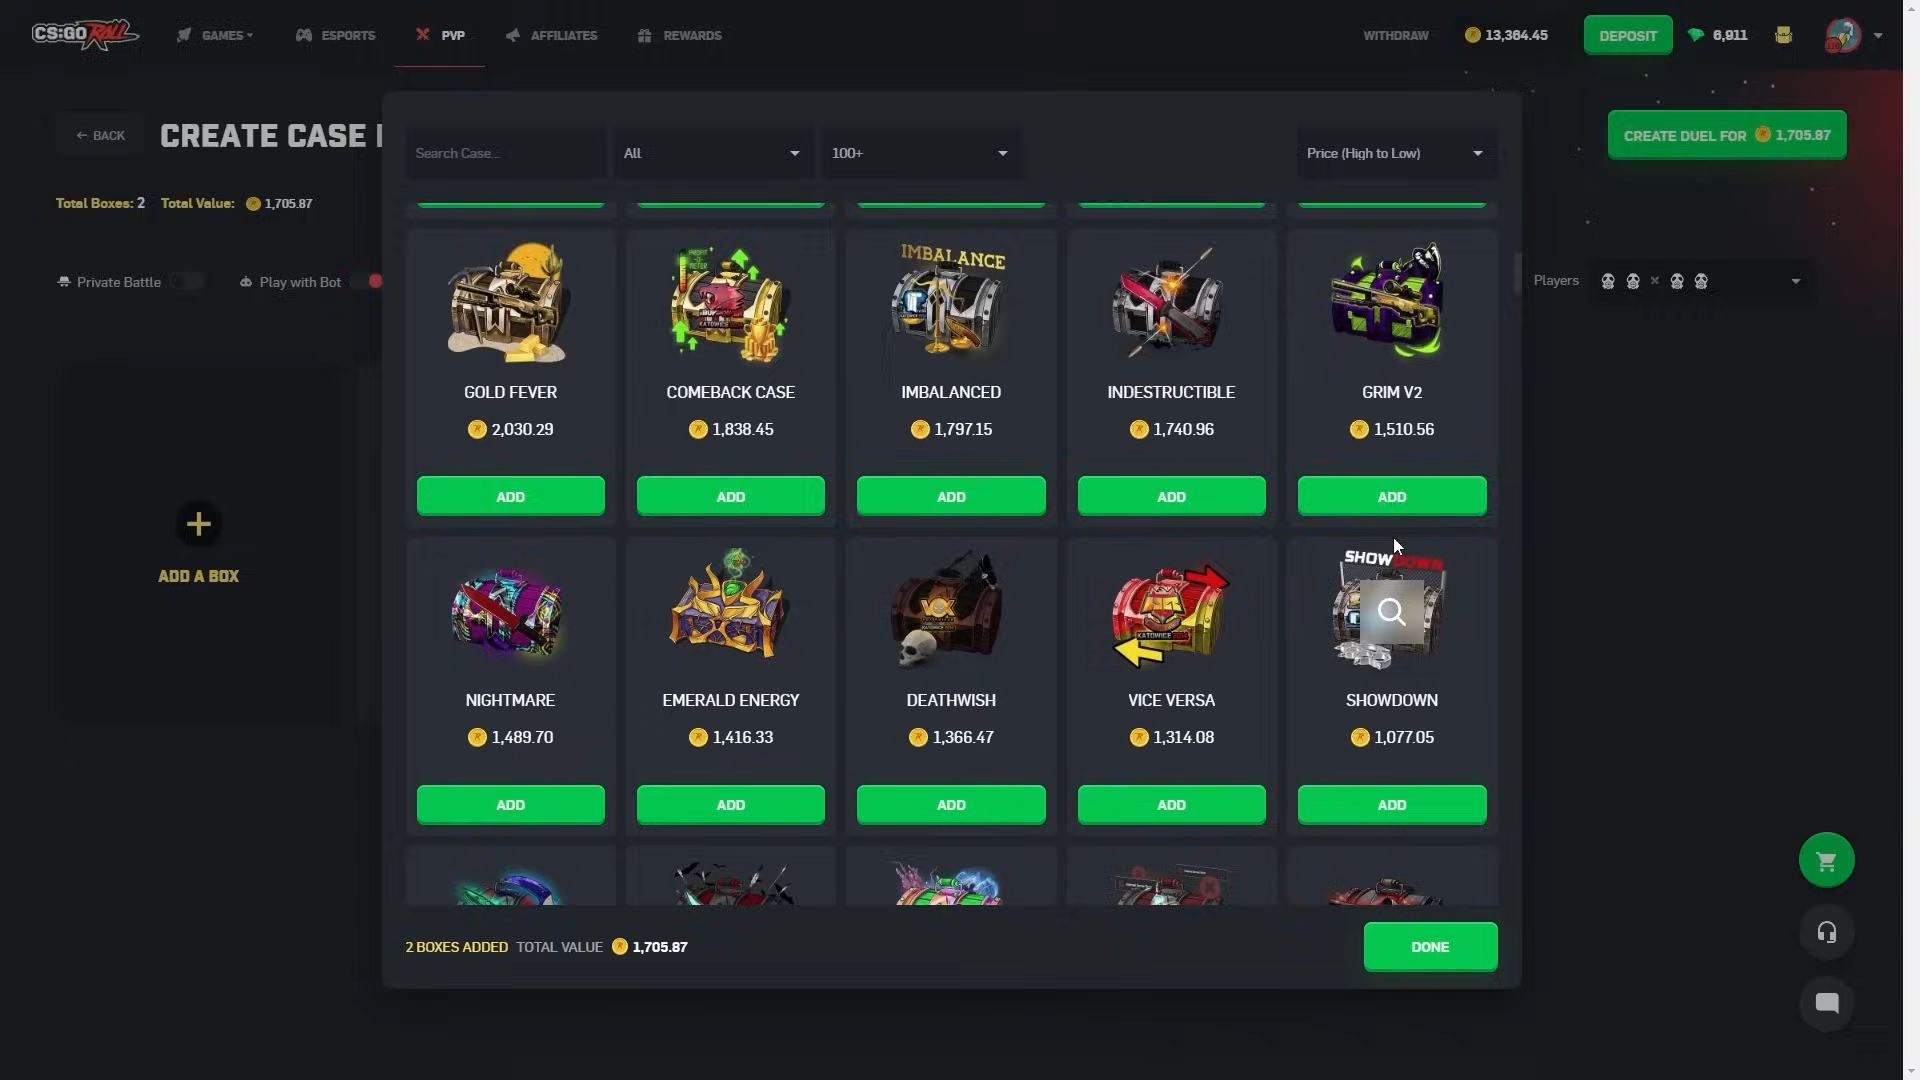 CS:GO ROLL
GAMES
ESPORTS
PVP
AFFILIATES
REWARDS
WITHDRAW
13,364.45
DEPOSIT
6,911
BACK
CREATE CASE
CREATE DUEL FOR 1,705.87
Total Boxes: 2 Total Value: 1,705.87
Private Battle
Play with Bot
Players
Search Case...
All
100+
Price (High to Low)
IMBALANCE
GOLD FEVER
COMEBACK CASE
IMBALANCED
INDESTRUCTIBLE
GRIM V2
2,030.29
1,838.45
1,797.15
1,740.96
1,510.56
ADD
ADD
ADD
ADD
ADD
ADD A BOX
SHOWDOWN
NIGHTMARE
EMERALD ENERGY
DEATHWISH
VICE VERSA
SHOWDOWN
1,489.70
1,416.33
1,366.47
1,314.08
1,077.05
ADD
ADD
ADD
ADD
ADD
2 BOXES ADDED TOTAL VALUE 1,705.87
DONE